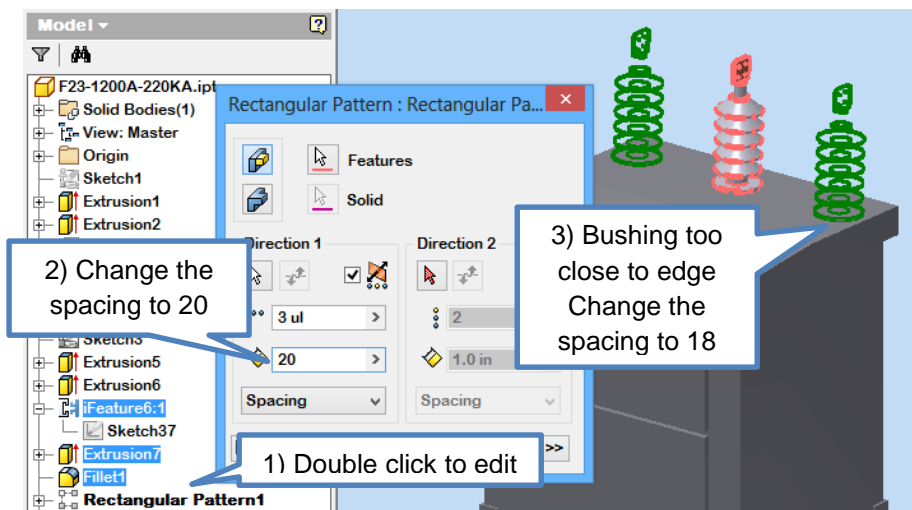 Model
F23-1200A-220KA.ipt
Solid Bodies(1)
View: Master
Origin
Sketch1
Extrusion1
Extrusion2
Sketch3
Extrusion5
Extrusion6
iFeature6:1
Sketch37
Extrusion7
Fillet1
Rectangular Pattern1
Rectangular Pattern : Rectangular Pa...
Features
Solid
Direction 1
Direction 2
3 ul
2
20
1.0 in
Spacing
Spacing
>>
1) Double click to edit
2) Change the
spacing to 20
3) Bushing too
close to edge
Change the
spacing to 18